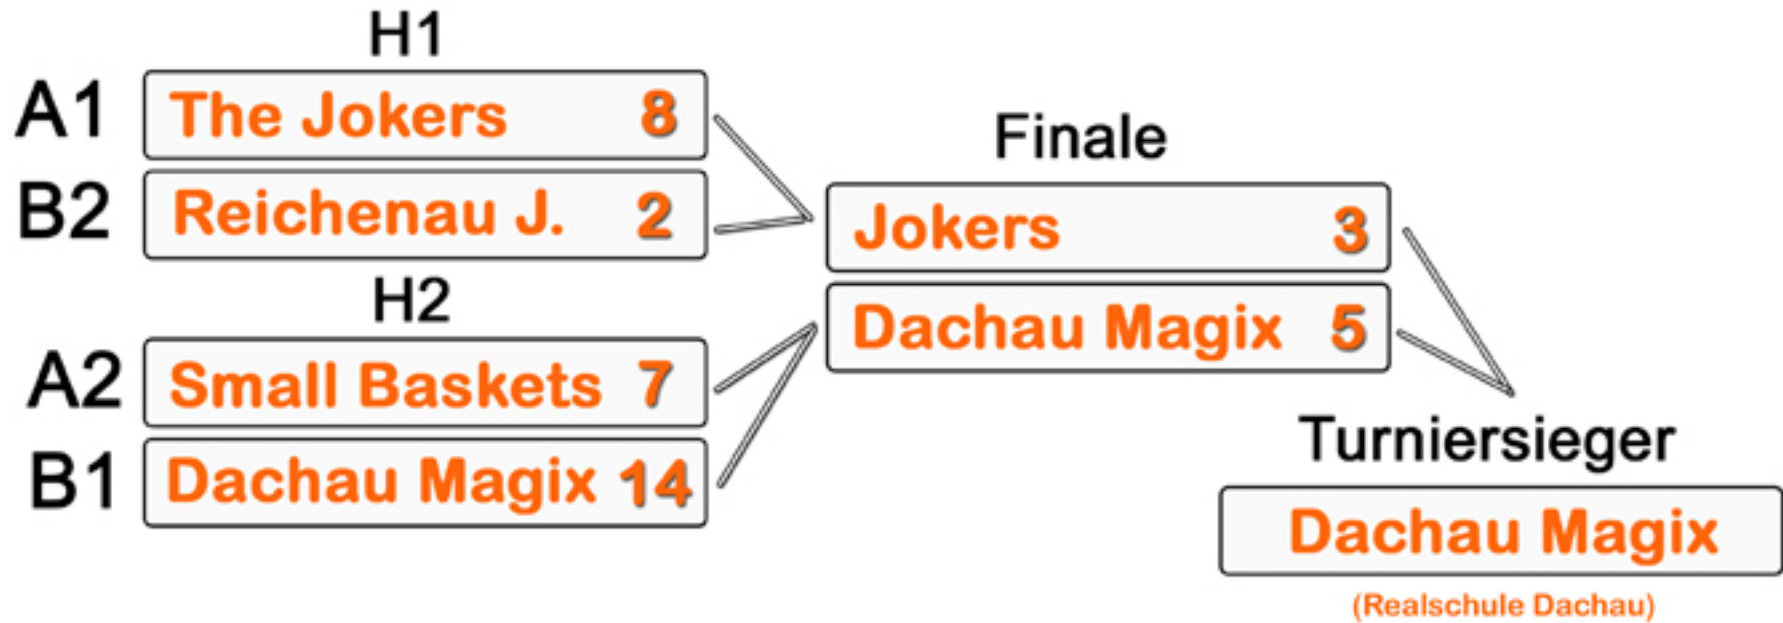 H1
A1 The Jokers 8
B2 Reichenau J. 2
H2
A2 Small Baskets 7
B1 Dachau Magix 14
Finale
Jokers 3
Dachau Magix 5
Turniersieger
Dachau Magix
(Realschule Dachau)